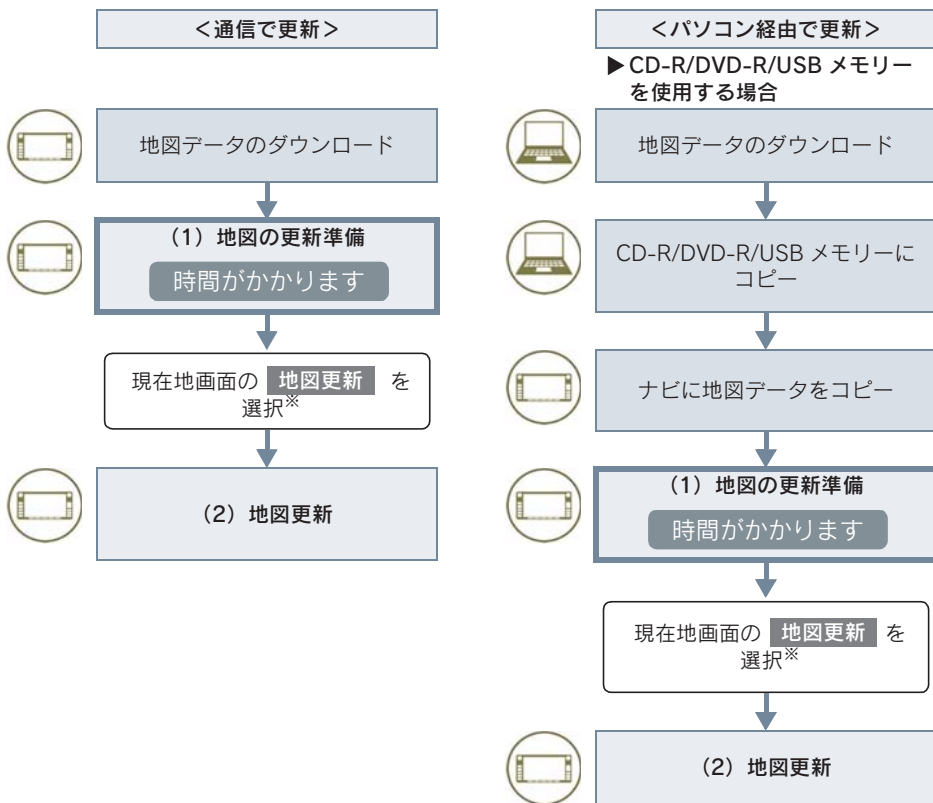 ＜通信で更新＞
地図データのダウンロード
（1）地図の更新準備
時間がかかります
現在地画面の 地図更新 を
選択※
（2）地図更新
＜パソコン経由で更新＞
▶CD-R/DVD-R/USB メモリー
を使用する場合
地図データのダウンロード
CD-R/DVD-R/USB メモリーに
コピー
ナビに地図データをコピー
（1）地図の更新準備
時間がかかります
現在地画面の 地図更新 を
選択※
（2）地図更新